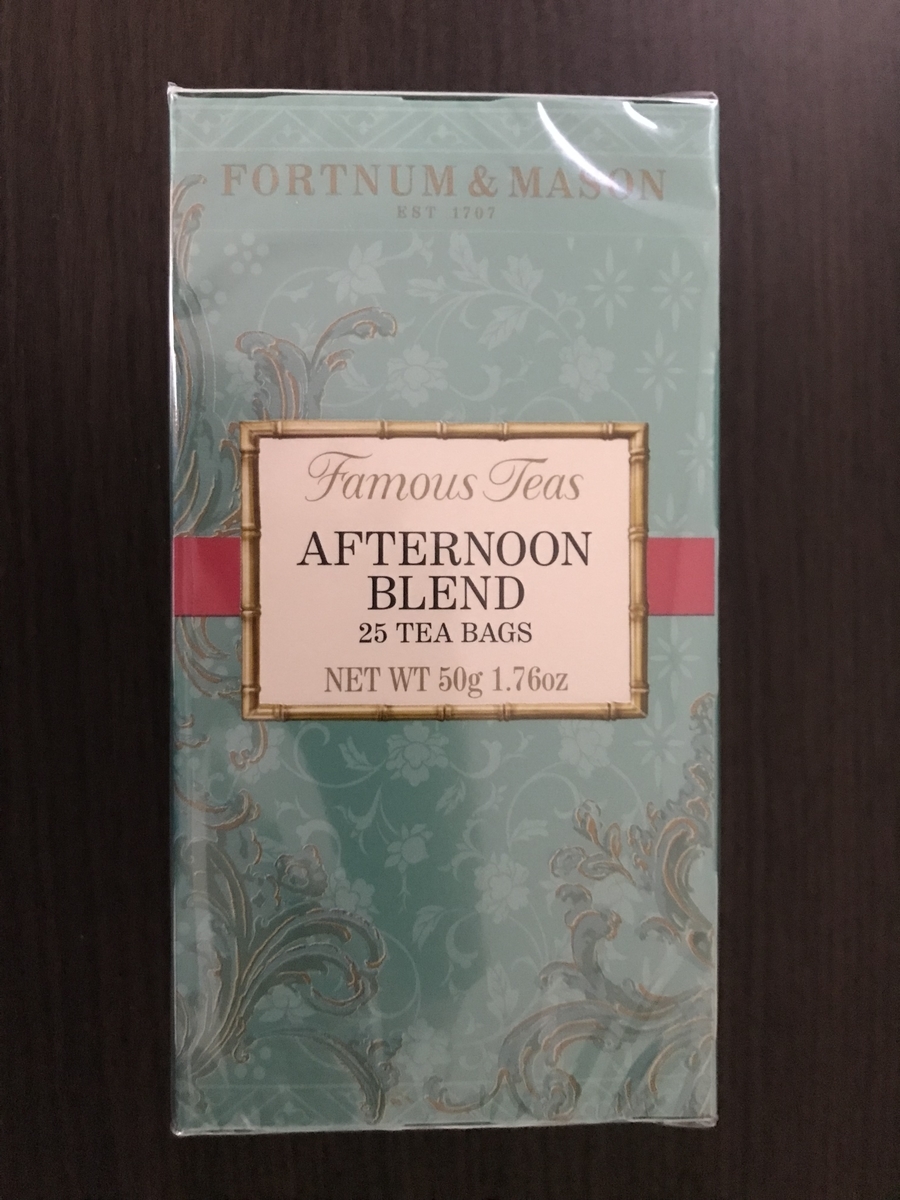 FORTNUM & MASON
EST 1707
Famous Teas
AFTERNOON
BLEND
25 TEA BAGS
NET WT 50g 1.76oz